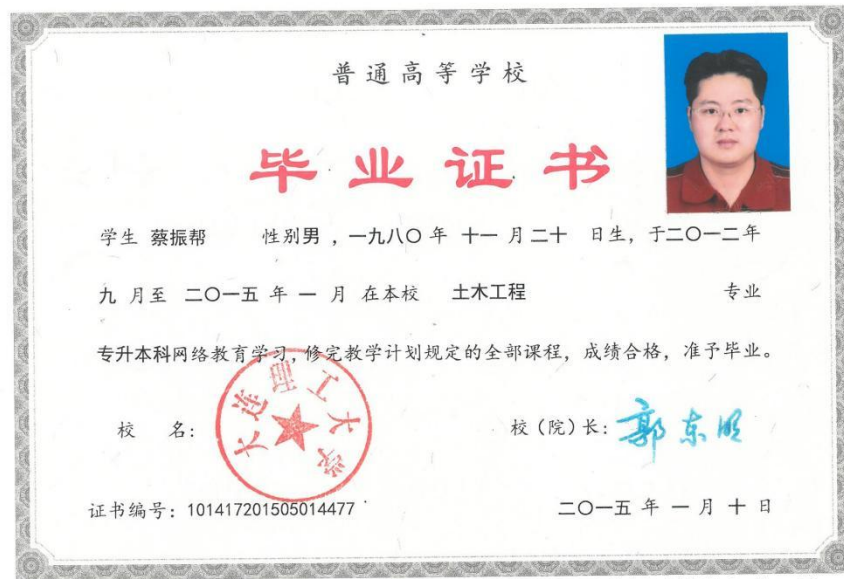 普通高等学校
毕业证书
学生 蔡振帮 性别男，一九八〇年 十一 月二十 日生，于二〇一二年
九 月至 二〇一五 年 一 月 在本校 土木工程 专业
专升本科网络教育学习，修完教学计划规定的全部课程，成绩合格，准予毕业。
校 名： 大连理工大学 校（院）长：郭东明
证书编号：101417201505014477 二〇一五 年 一 月 十 日